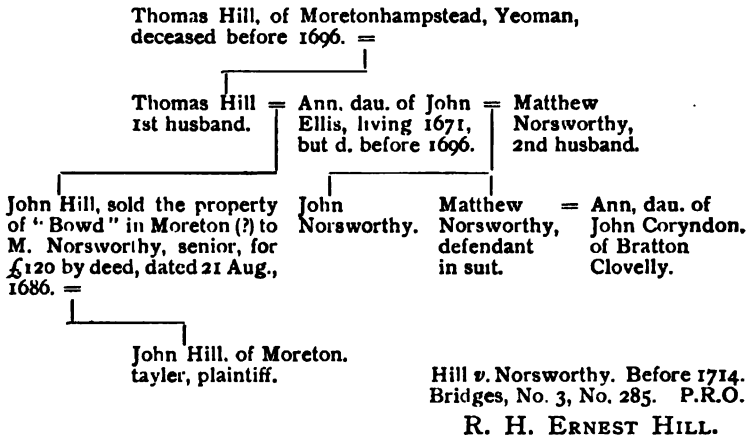 Thomas Hill, of Moretonhampstead, Yeoman,
deceased before 1696. =
Thomas Hill = Ann, dau. of John = Matthew
1st husband. Ellis, living 1671, Norsworthy,
but d. before 1696. 2nd husband.
John Hill, sold the property
of "Bowd" in Moreton (?) to
M. Norsworthy, senior, for
£120 by deed, dated 21 Aug.,
1686. =
John
Norsworthy.
Matthew = Ann, dau. of
Norsworthy, John Coryndon,
defendant of Bratton
in suit. Clovelly.
John Hill, of Moreton.
tayler, plaintiff.
Hill v. Norsworthy. Before 1714.
Bridges, No. 3, No. 285. P.R.O.
R. H. ERNEST HILL.